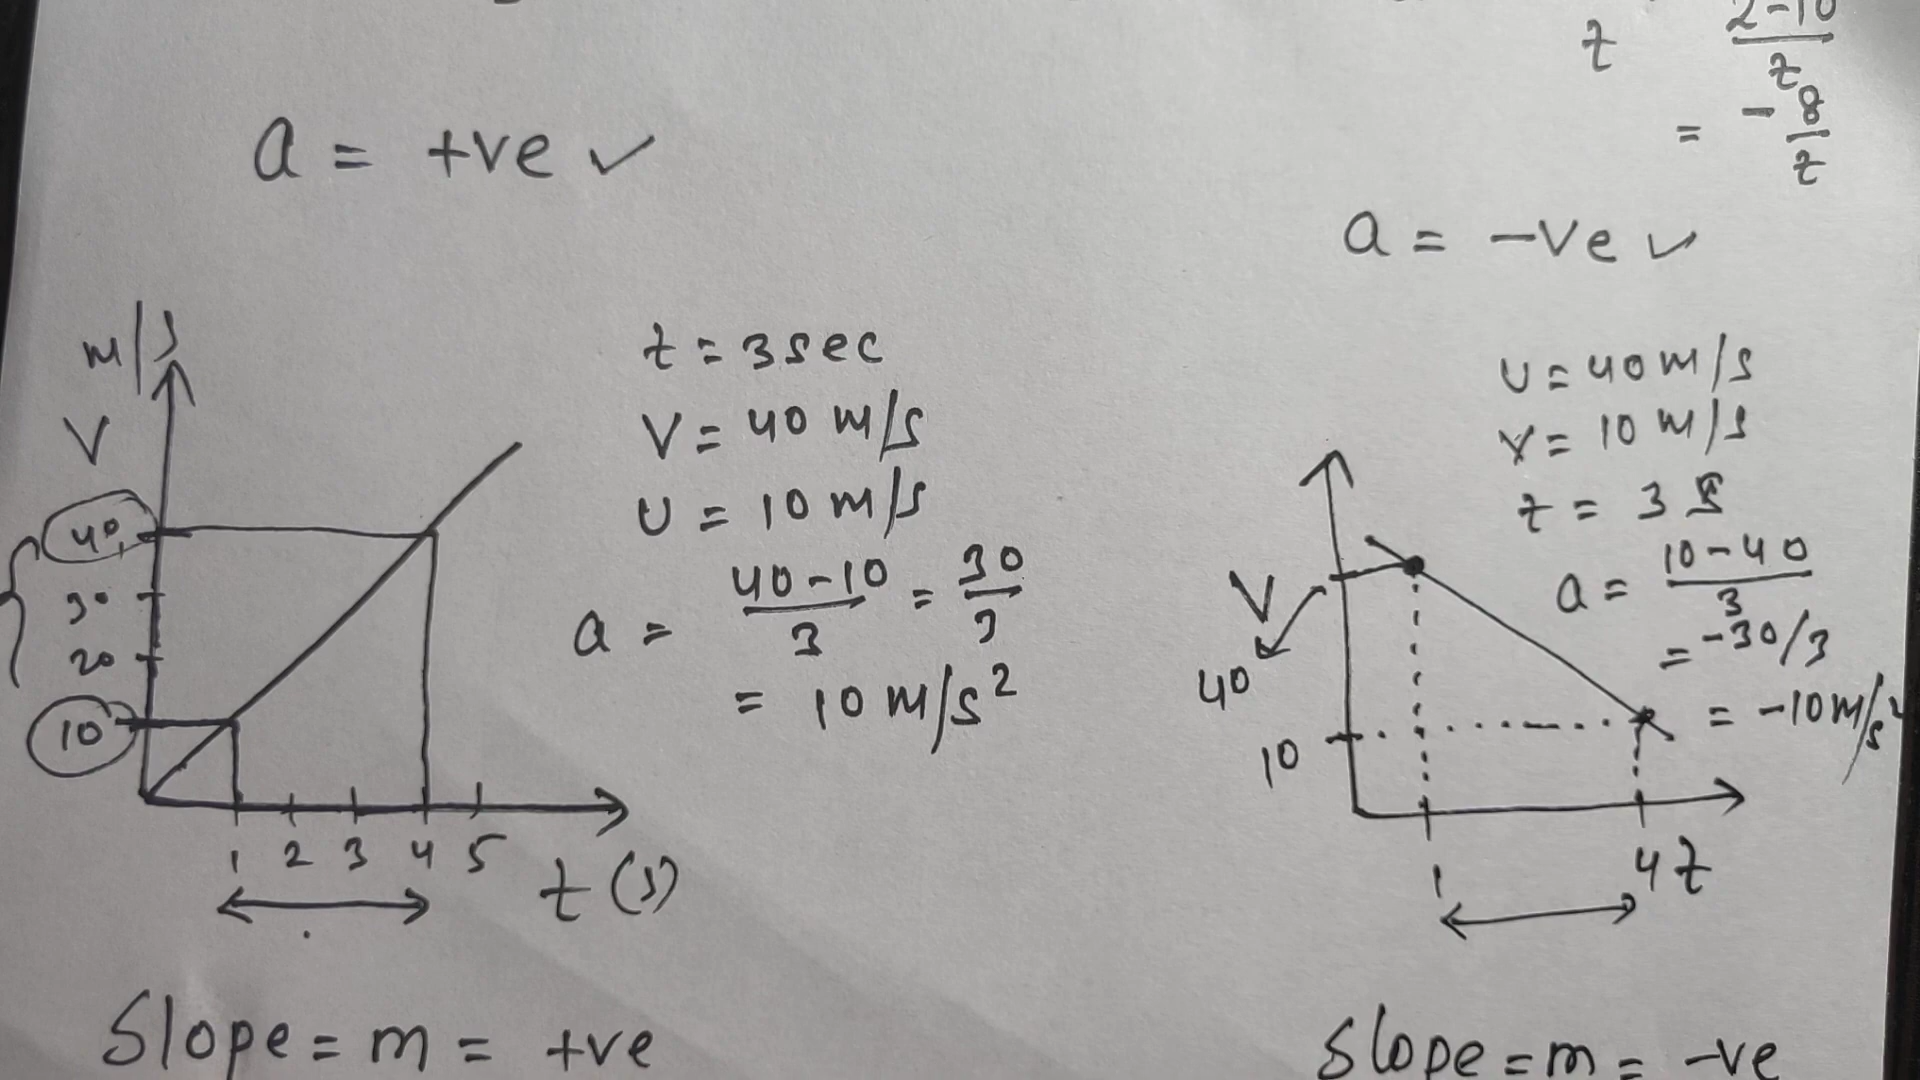 a = +ve ✓
m/s
V
40
30
20
10
1 2 3 4 5
t (s)
t = 3 sec
V = 40 m/s
U = 10 m/s
a = 40-10/3 = 30/3
= 10 m/s²
Slope = m = +ve
t 2-10/t
= -8/t
a = -ve ✓
U = 40 m/s
V = 10 m/s
t = 3 s
a = 10-40/3
= -30/3
= -10 m/s²
V
40
10
1 4 t
Slope = m = -ve